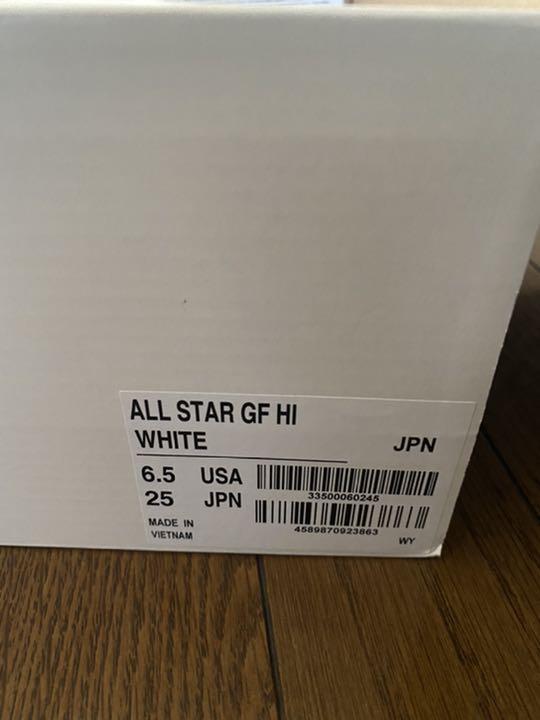 ALL STAR GF HI
WHITE
JPN
6.5 USA
33500060245
25 JPN
4589870923863
MADE IN
VIETNAM
WY